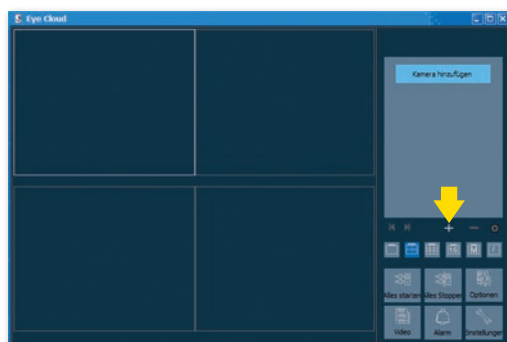 Eye Cloud
Kamera hinzufügen
Alles starten Alles Stoppen Optionen
Video Alarm Einstellungen